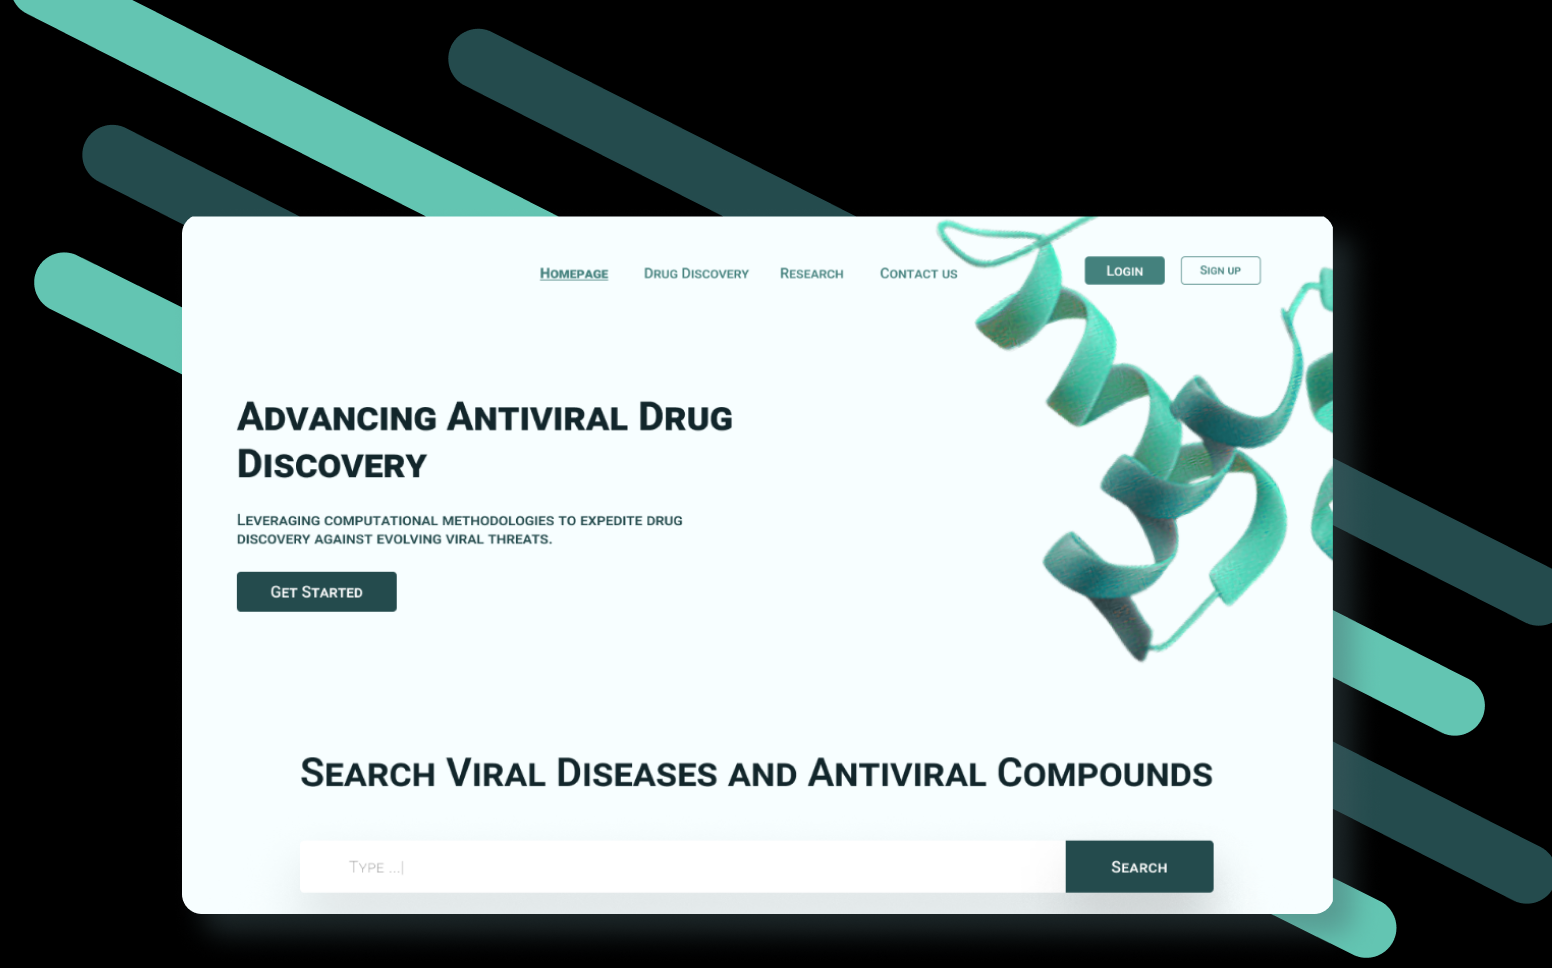 Homepage Drug Discovery Research Contact us Login Sign up
Advancing Antiviral Drug
Discovery
Leveraging computational methodologies to expedite drug
discovery against evolving viral threats.
Get Started
Search Viral Diseases and Antiviral Compounds
Type ...| Search